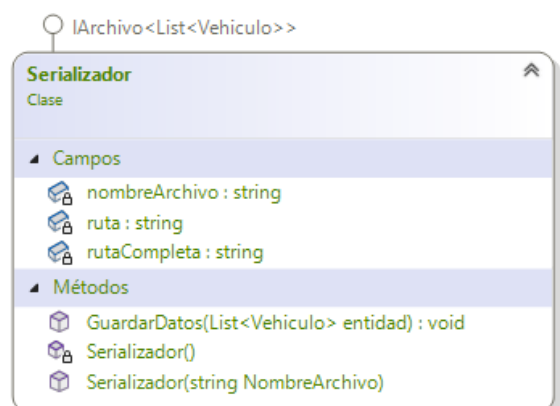 IArchivo<List<Vehiculo>>
Serializador
Clase
Campos
nombreArchivo : string
ruta : string
rutaCompleta : string
Métodos
GuardarDatos(List<Vehiculo> entidad) : void
Serializador()
Serializador(string NombreArchivo)